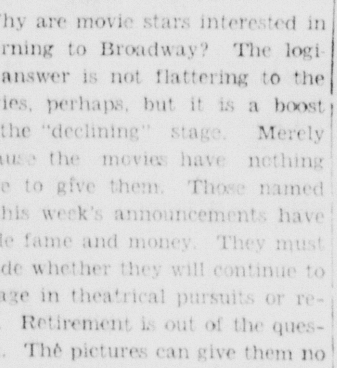 hy are movie stars interested in
rning to Broadway? The logi-
answer is not flattering to the
ies, perhaps, but it is a boost
the "declining" stage. Merely
ause the movies have nothing
e to give them. Those named
his week's announcements have
le fame and money. They must
de whether they will continue to
age in theatrical pursuits or re-
. Retirement is out of the ques-
. The pictures can give them no